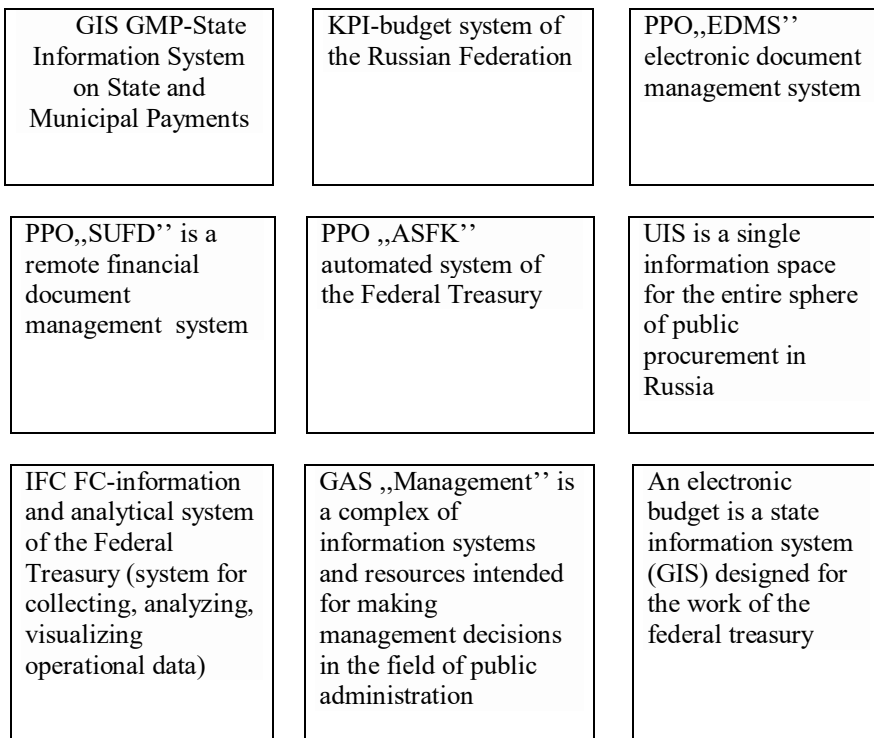 GIS GMP-State
Information System
on State and
Municipal Payments
KPI-budget system of
the Russian Federation
PPO,,EDMS’’
electronic document
management system
PPO,,SUFD’’ is a
remote financial
document
management system
PPO ,,ASFK’’
automated system of
the Federal Treasury
UIS is a single
information space
for the entire sphere
of public
procurement in
Russia
IFC FC-information
and analytical system
of the Federal
Treasury (system for
collecting, analyzing,
visualizing
operational data)
GAS ,,Management’’ is
a complex of
information systems
and resources intended
for making
management decisions
in the field of public
administration
An electronic
budget is a state
information system
(GIS) designed for
the work of the
federal treasury